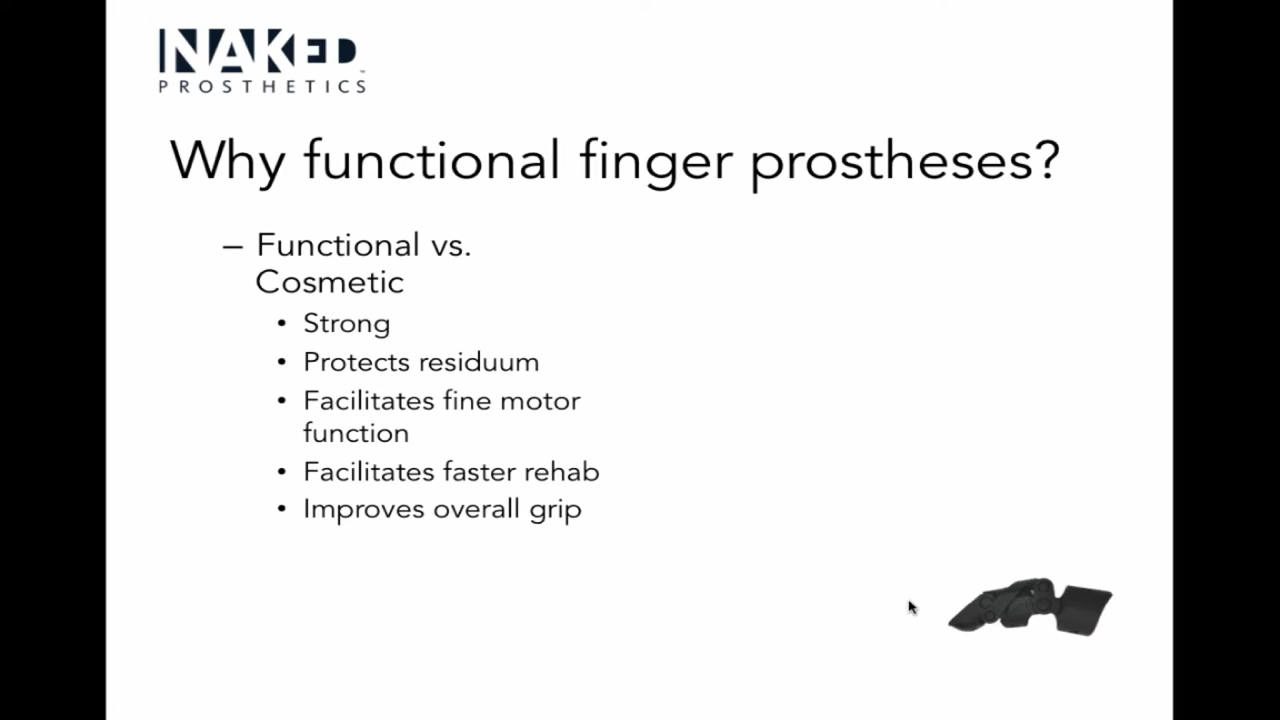 NAKED
PROSTHETICS
Why functional finger prostheses?
– Functional vs.
Cosmetic
• Strong
• Protects residuum
• Facilitates fine motor
function
• Facilitates faster rehab
• Improves overall grip